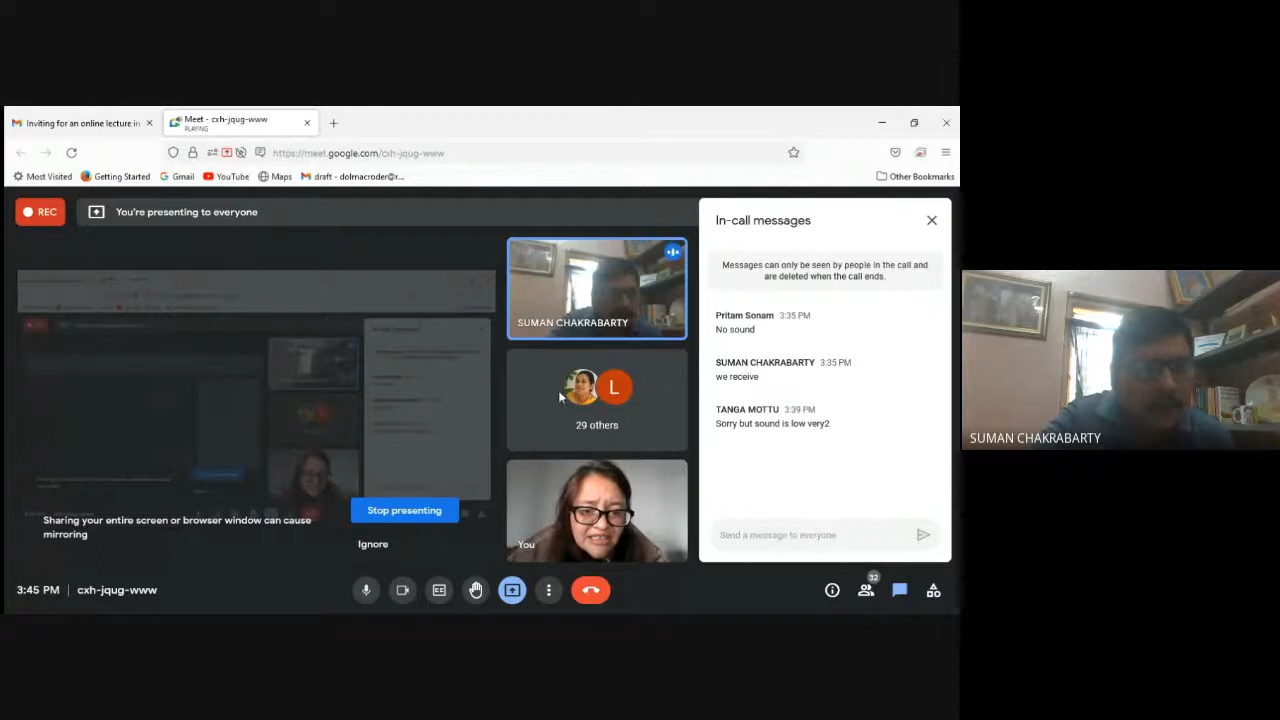 Inviting for an online lecture in
Meet - cxh-jqug-www
PLAYING
https://meet.google.com/cxh-jqug-www
Most Visited
Getting Started
Gmail
YouTube
Maps
draft - dolmacroder@r...
Other Bookmarks
REC
You're presenting to everyone
SUMAN CHAKRABARTY
L
29 others
You
Sharing your entire screen or browser window can cause
mirroring
Stop presenting
Ignore
In-call messages
Messages can only be seen by people in the call and
are deleted when the call ends.
Pritam Sonam 3:35 PM
No sound
SUMAN CHAKRABARTY 3:35 PM
we receive
TANGA MOTTU 3:39 PM
Sorry but sound is low very2
Send a message to everyone
3:45 PM | cxh-jqug-www
32
SUMAN CHAKRABARTY